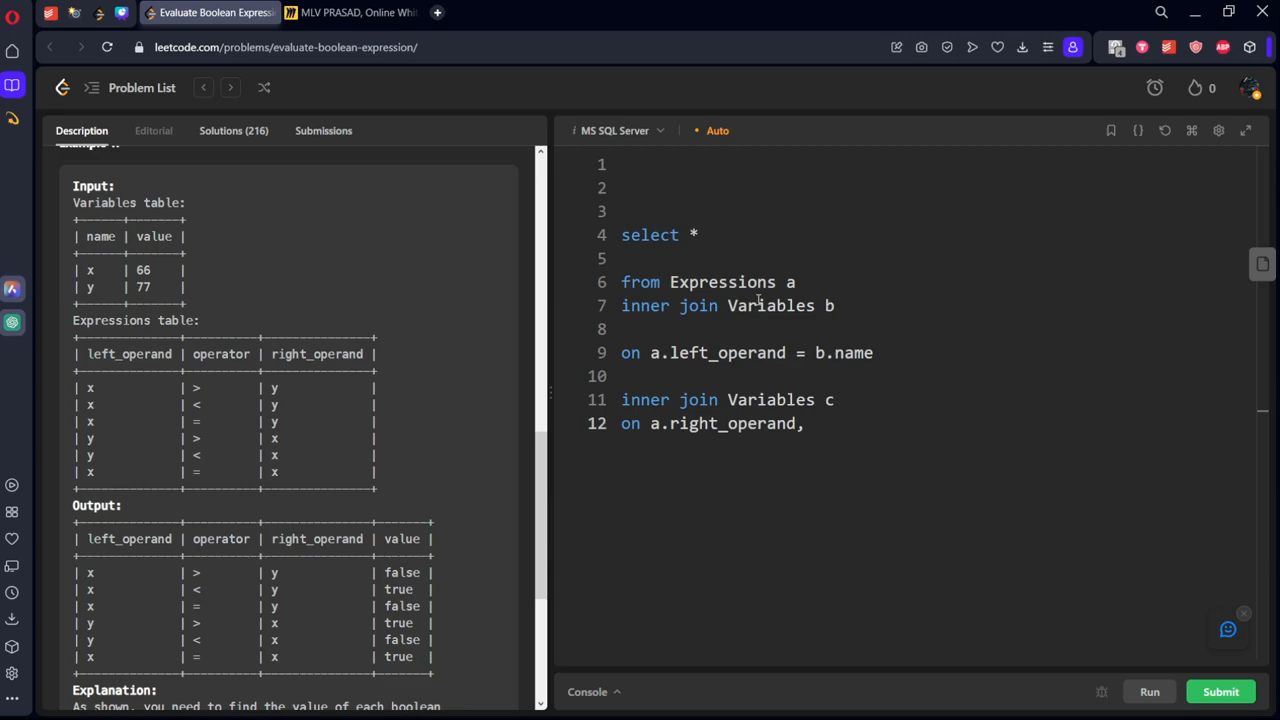 Evaluate Boolean Expressi
MLV PRASAD, Online Whit
leetcode.com/problems/evaluate-boolean-expression/
Problem List
0
Description
Editorial
Solutions (216)
Submissions
MS SQL Server
Auto
Input:
Variables table:
| name | value |
| x | 66 |
| y | 77 |
Expressions table:
| left_operand | operator | right_operand |
| x | > | y |
| x | < | y |
| x | = | y |
| y | > | x |
| y | < | x |
| x | = | x |
Output:
| left_operand | operator | right_operand | value |
| x | > | y | false |
| x | < | y | true |
| x | = | y | false |
| y | > | x | true |
| y | < | x | false |
| x | = | x | true |
Explanation:
As shown, you need to find the value of each boolean
1
2
3
4 select *
5
6 from Expressions a
7 inner join Variables b
8
9 on a.left_operand = b.name
10
11 inner join Variables c
12 on a.right_operand,
Console
Run
Submit